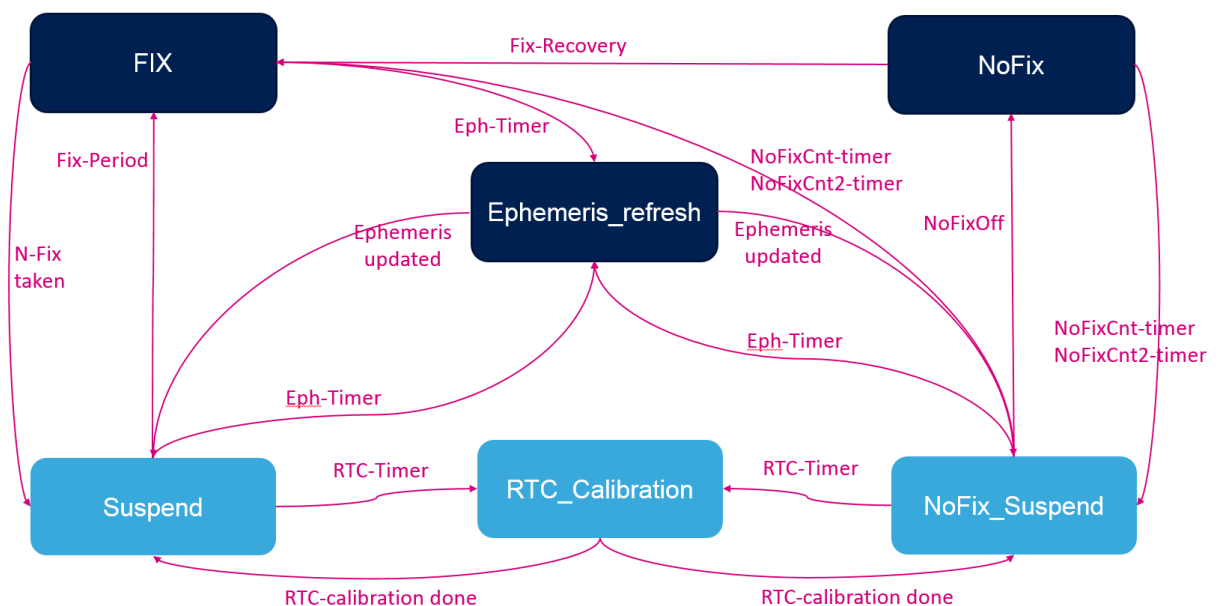 FIX
Fix-Recovery
NoFix
Eph-Timer
Fix-Period
NoFixCnt-timer
NoFixCnt2-timer
Ephemeris_refresh
N-Fix
taken
Ephemeris
updated
Ephemeris
updated
NoFixOff
NoFixCnt-timer
NoFixCnt2-timer
Eph-Timer
Eph-Timer
RTC-Timer
RTC-Timer
Suspend
RTC_Calibration
NoFix_Suspend
RTC-calibration done
RTC-calibration done